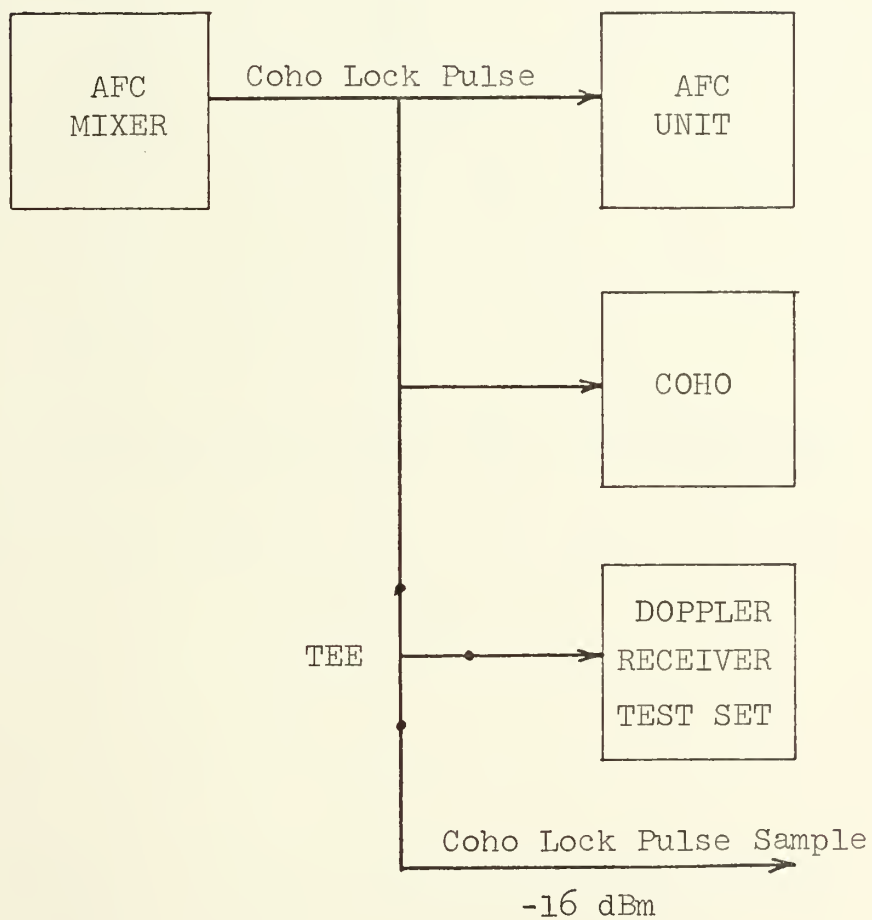 AFC
MIXER
Coho Lock Pulse
AFC
UNIT
COHO
TEE
DOPPLER
RECEIVER
TEST SET
Coho Lock Pulse Sample
-16 dBm